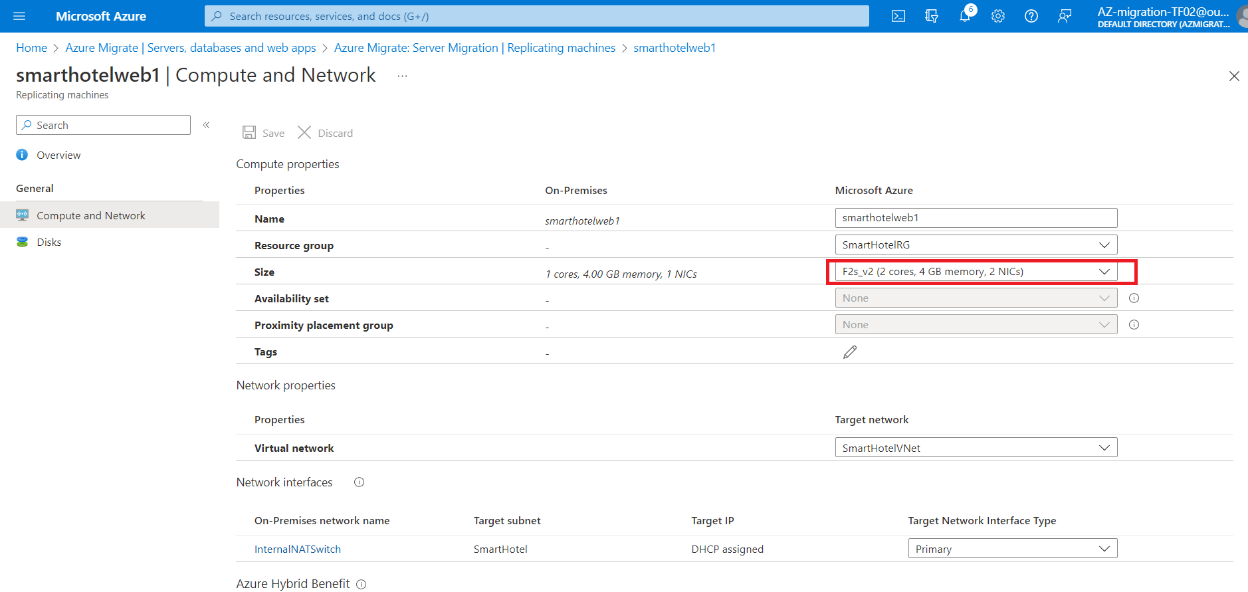 Microsoft Azure
Search resources, services, and docs (G+/)
6
AZ-migration-TF02@ou...
DEFAULT DIRECTORY (AZMIGRAT...
Home > Azure Migrate | Servers, databases and web apps > Azure Migrate: Server Migration | Replicating machines > smarthotelweb1
smarthotelweb1 | Compute and Network ...
Replicating machines
Search
«
Save Discard
Overview
Compute properties
General
Properties On-Premises Microsoft Azure
Compute and Network
Name smarthotelweb1 smarthotelweb1
Disks
Resource group - SmartHotelRG
Size 1 cores, 4.00 GB memory, 1 NICs F2s_v2 (2 cores, 4 GB memory, 2 NICs)
Availability set - None
Proximity placement group - None
Tags -
Network properties
Properties Target network
Virtual network SmartHotelVNet
Network interfaces
On-Premises network name Target subnet Target IP Target Network Interface Type
InternalNATSwitch SmartHotel DHCP assigned Primary
Azure Hybrid Benefit